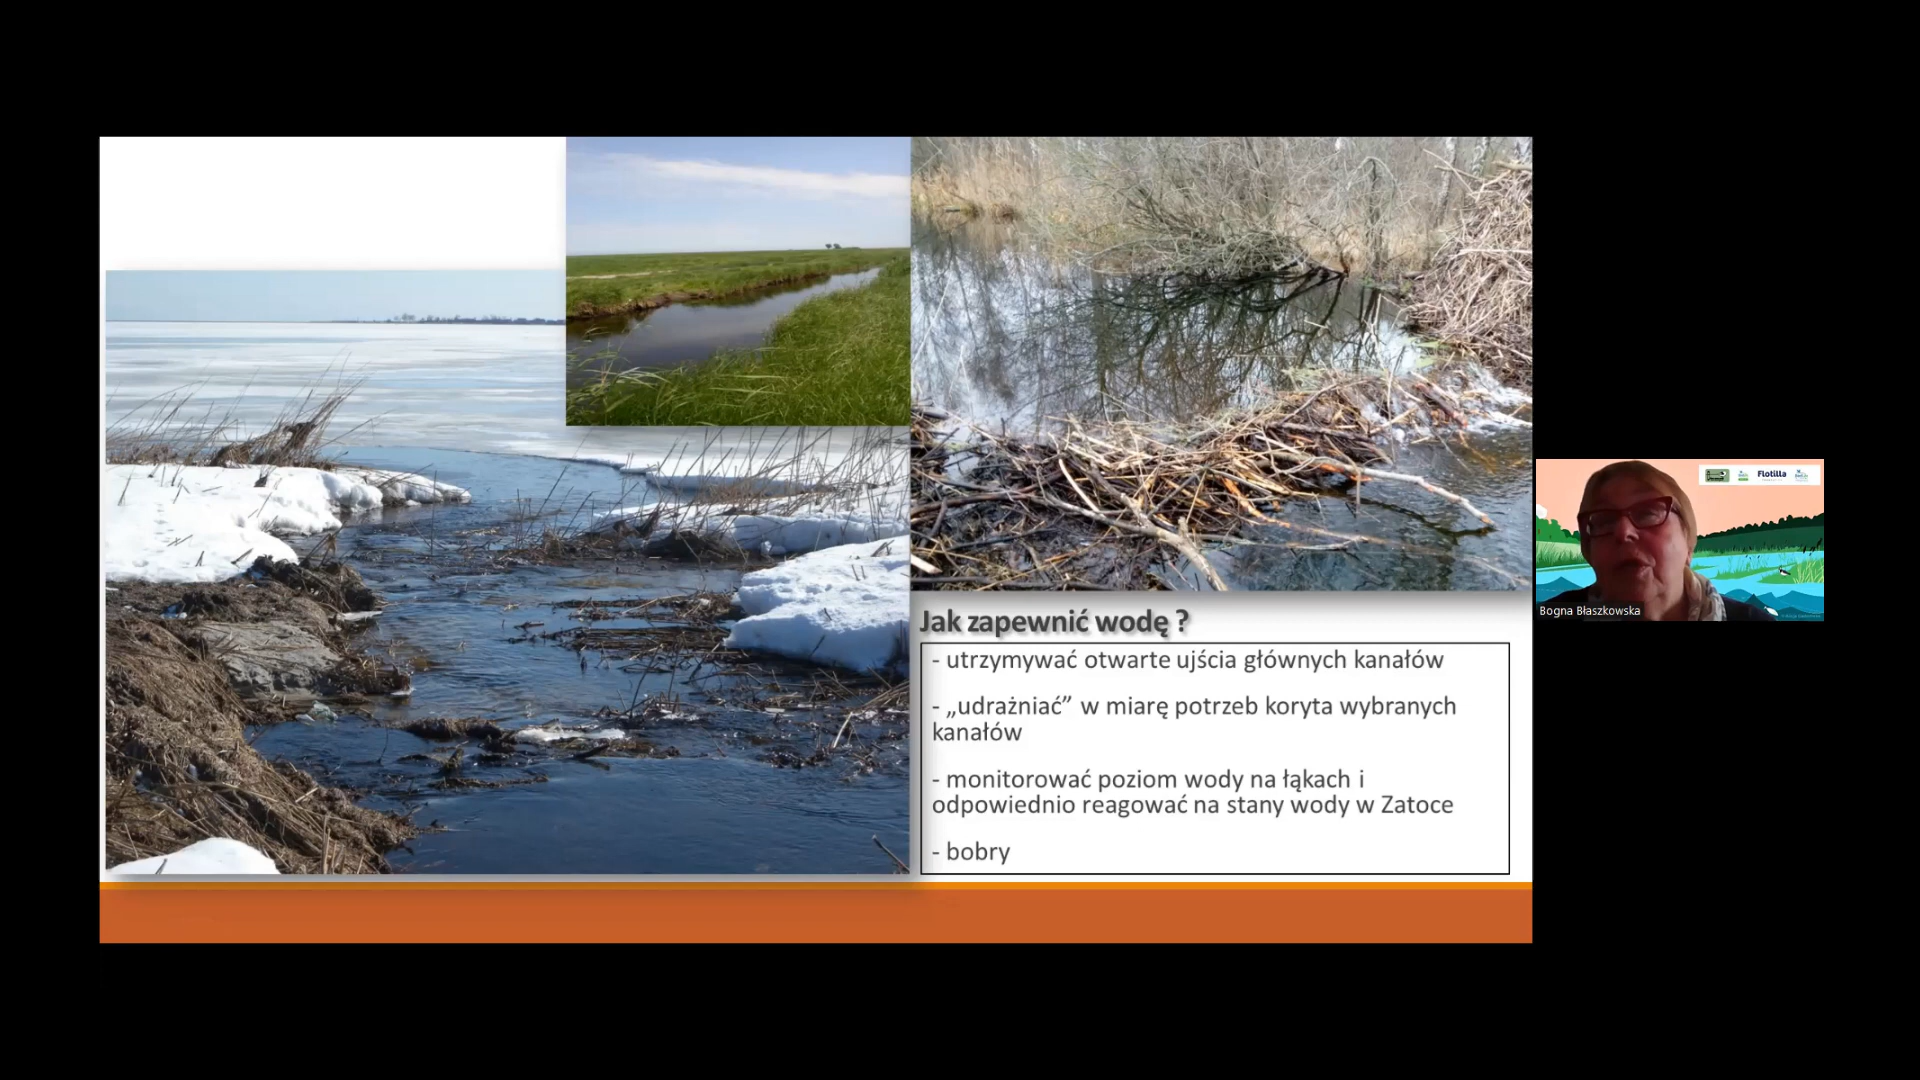 Jak zapewnić wodę ?
- utrzymywać otwarte ujścia głównych kanałów
- „udrażniać” w miarę potrzeb koryta wybranych
kanałów
- monitorować poziom wody na łąkach i
odpowiednio reagować na stany wody w Zatoce
- bobry
Flotilla
Bogna Błaszkowska